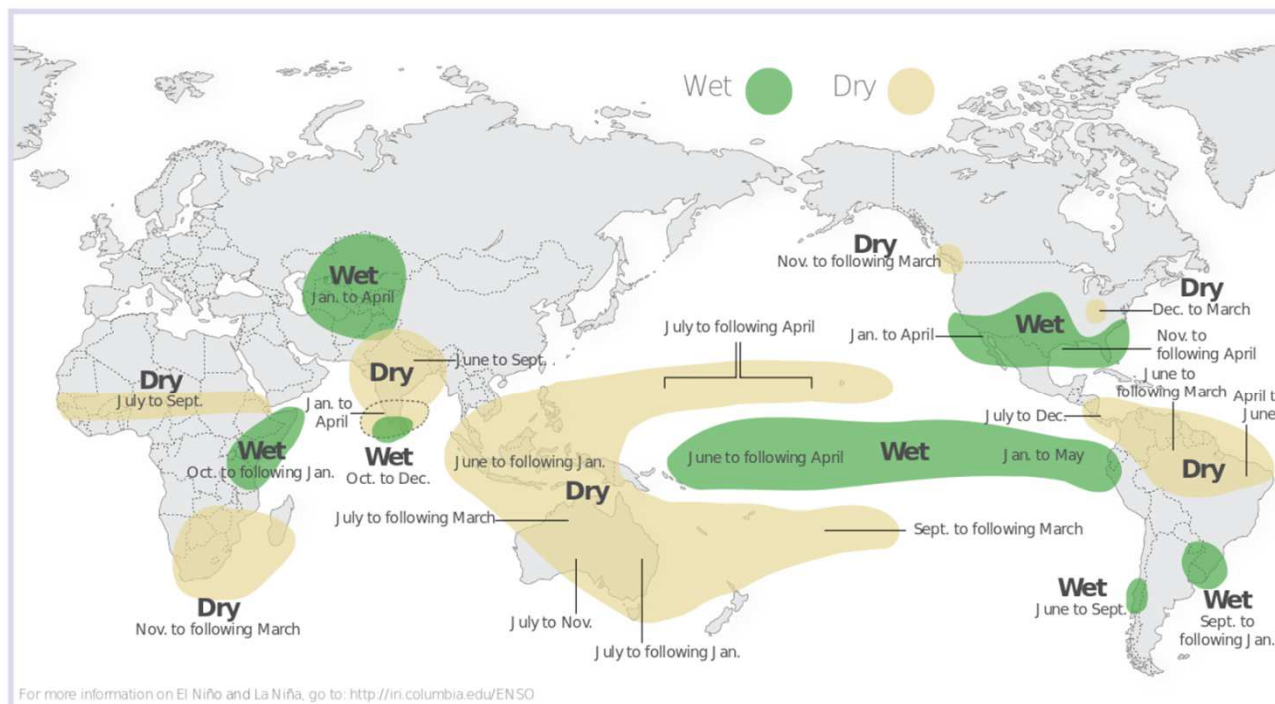 Wet
Dry
Dry
Nov. to following March
Wet
Jan. to April
Dry
Dec. to March
July to following April
Jan. to April
Wet
Nov. to
following April
June to Sept.
Dry
Dry
July to Sept.
June to
following March
April t
June
Jan. to
April
July to Dec.
Wet
Oct. to following Jan.
Wet
Oct. to Dec.
June to following Jan.
Dry
June to following April
Wet
Jan. to May
Dry
July to following March
Sept. to following March
Dry
Nov. to following March
July to Nov.
July to following Jan.
Wet
June to Sept.
Wet
Sept. to
following Jan.
For more information on El Niño and La Niña, go to: http://iri.columbia.edu/ENSO